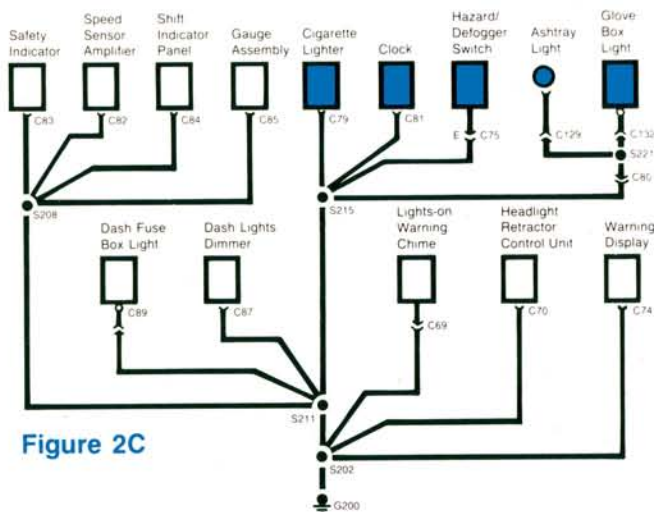 Safety Indicator
Speed Sensor Amplifier
Shift Indicator Panel
Gauge Assembly
Cigarette Lighter
Clock
Hazard/ Defogger Switch
Ashtray Light
Glove Box Light
C83
C82
C84
C85
C79
C81
E
C75
C129
C132
S221
C80
S208
S215
Dash Fuse Box Light
Dash Lights Dimmer
Lights-on Warning Chime
Headlight Retractor Control Unit
Warning Display
C89
C87
C69
C70
C74
S211
Figure 2C
S202
G200